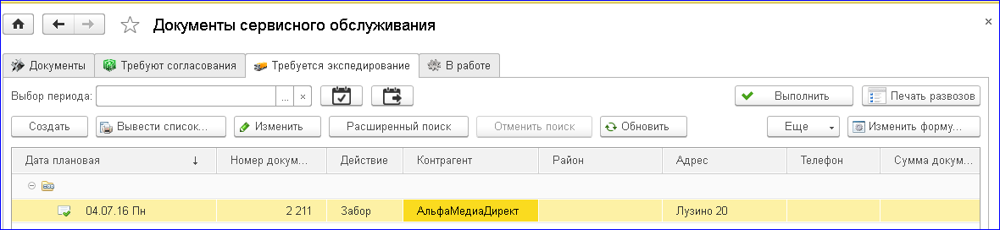 Документы сервисного обслуживания
Документы Требуют согласования Требуется экспедирование В работе
Выбор периода: ... × Выполнить Печать развозов
Создать Вывести список... Изменить Расширенный поиск Отменить поиск Обновить Еще Изменить форму...
Дата плановая ↓ Номер докум... Действие Контрагент Район Адрес Телефон Сумма докум...
04.07.16 Пн 2 211 Забор АльфаМедиаДирект Лузино 20